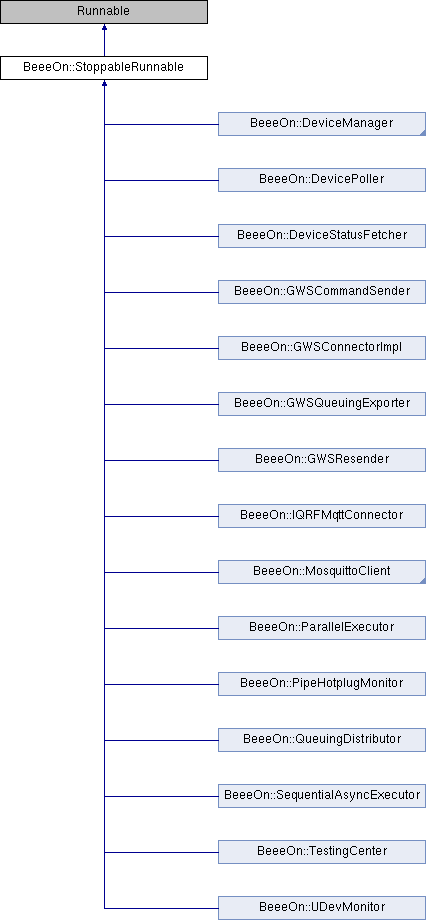 Runnable
BeeeOn::StoppableRunnable
BeeeOn::DeviceManager
BeeeOn::DevicePoller
BeeeOn::DeviceStatusFetcher
BeeeOn::GWSCommandSender
BeeeOn::GWSConnectorImpl
BeeeOn::GWSQueuingExporter
BeeeOn::GWSResender
BeeeOn::IQRFMqttConnector
BeeeOn::MosquittoClient
BeeeOn::ParallelExecutor
BeeeOn::PipeHotplugMonitor
BeeeOn::QueuingDistributor
BeeeOn::SequentialAsyncExecutor
BeeeOn::TestingCenter
BeeeOn::UDevMonitor